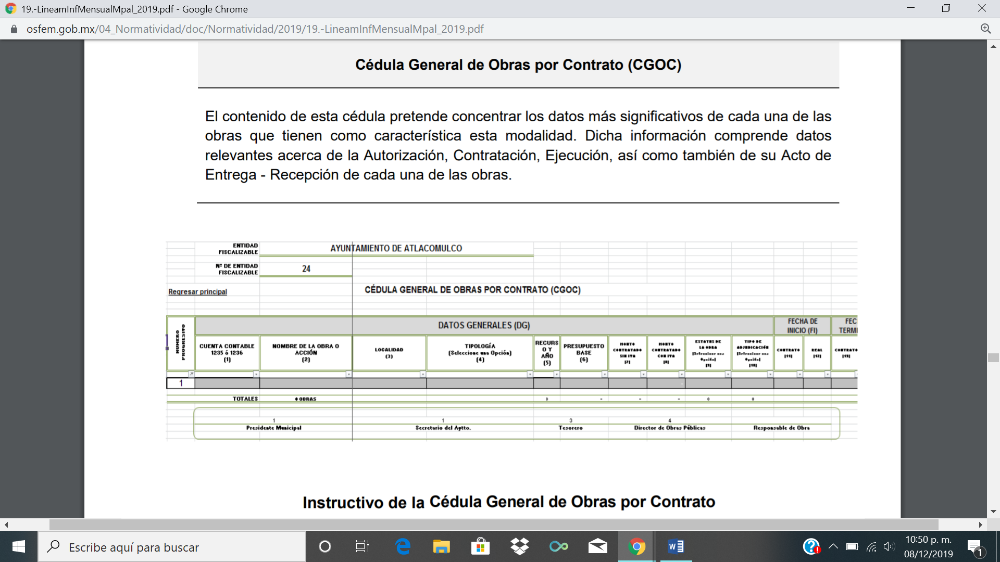 19.-LineamInfMensualMpal_2019.pdf - Google Chrome
osfem.gob.mx/04_Normatividad/doc/Normatividad/2019/19.-LineamInfMensualMpal_2019.pdf
Cédula General de Obras por Contrato (CGOC)
El contenido de esta cédula pretende concentrar los datos más significativos de cada una de las
obras que tienen como característica esta modalidad. Dicha información comprende datos
relevantes acerca de la Autorización, Contratación, Ejecución, así como también de su Acto de
Entrega - Recepción de cada una de las obras.
ENTIDAD
FISCALIZABLE
AYUNTAMIENTO DE ATLACOMULCO
Nº DE ENTIDAD
FISCALIZABLE
24
Regresar principal
CÉDULA GENERAL DE OBRAS POR CONTRATO (CGOC)
NUMERO
PROGRESIVO
DATOS GENERALES (DG)
FECHA DE
INICIO (FI)
FEC
TERMI
CUENTA CONTABLE
1235 ó 1236
(1)
NOMBRE DE LA OBRA O
ACCIÓN
(2)
LOCALIDAD
(3)
TIPOLOGÍA
(Seleccione una Opción)
(4)
RECURS
O Y
AÑO
(5)
PRESUPUESTO
BASE
(6)
MONTO
CONTRATADO
SIN IVA
(7)
MONTO
CONTRATADO
CON IVA
(8)
ESTATUS DE
LA OBRA
(Seleccione una
Opción)
TIPO DE
ADJUDICACIÓN
(Seleccione una
Opción)
(10)
CONTRATO
(11)
REAL
(12)
CONTRATO
(13)
1
TOTALES
0 OBRAS
0
-
-
-
0
0
1
Presidente Municipal
1
Secretario del Aytto.
3
Tesorero
4
Director de Obras Públicas
Responsable de Obra
Instructivo de la Cédula General de Obras por Contrato
Escribe aquí para buscar
10:50 p. m.
08/12/2019
1